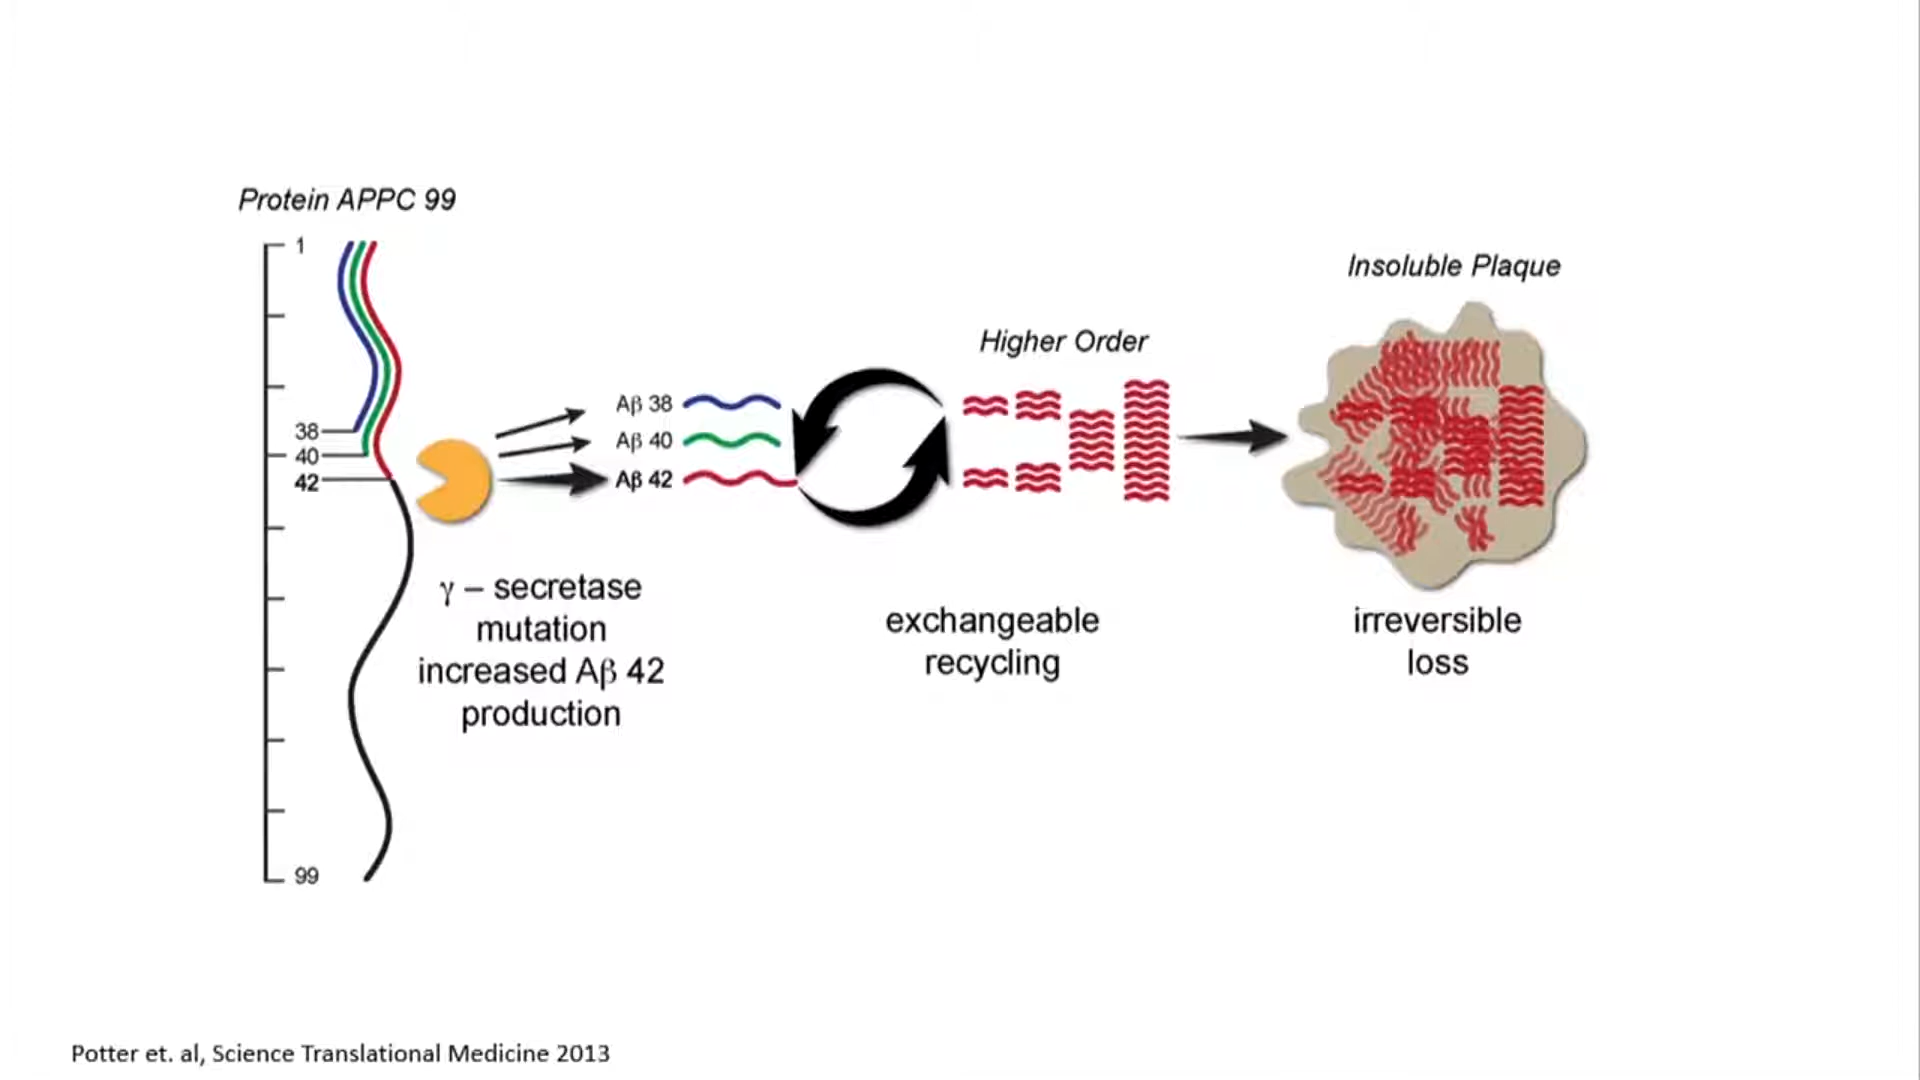 Protein APPC 99
1
38
40
42
99
Aβ 38
Aβ 40
Aβ 42
γ – secretase
mutation
increased Aβ 42
production
Higher Order
exchangeable
recycling
Insoluble Plaque
irreversible
loss
Potter et. al, Science Translational Medicine 2013